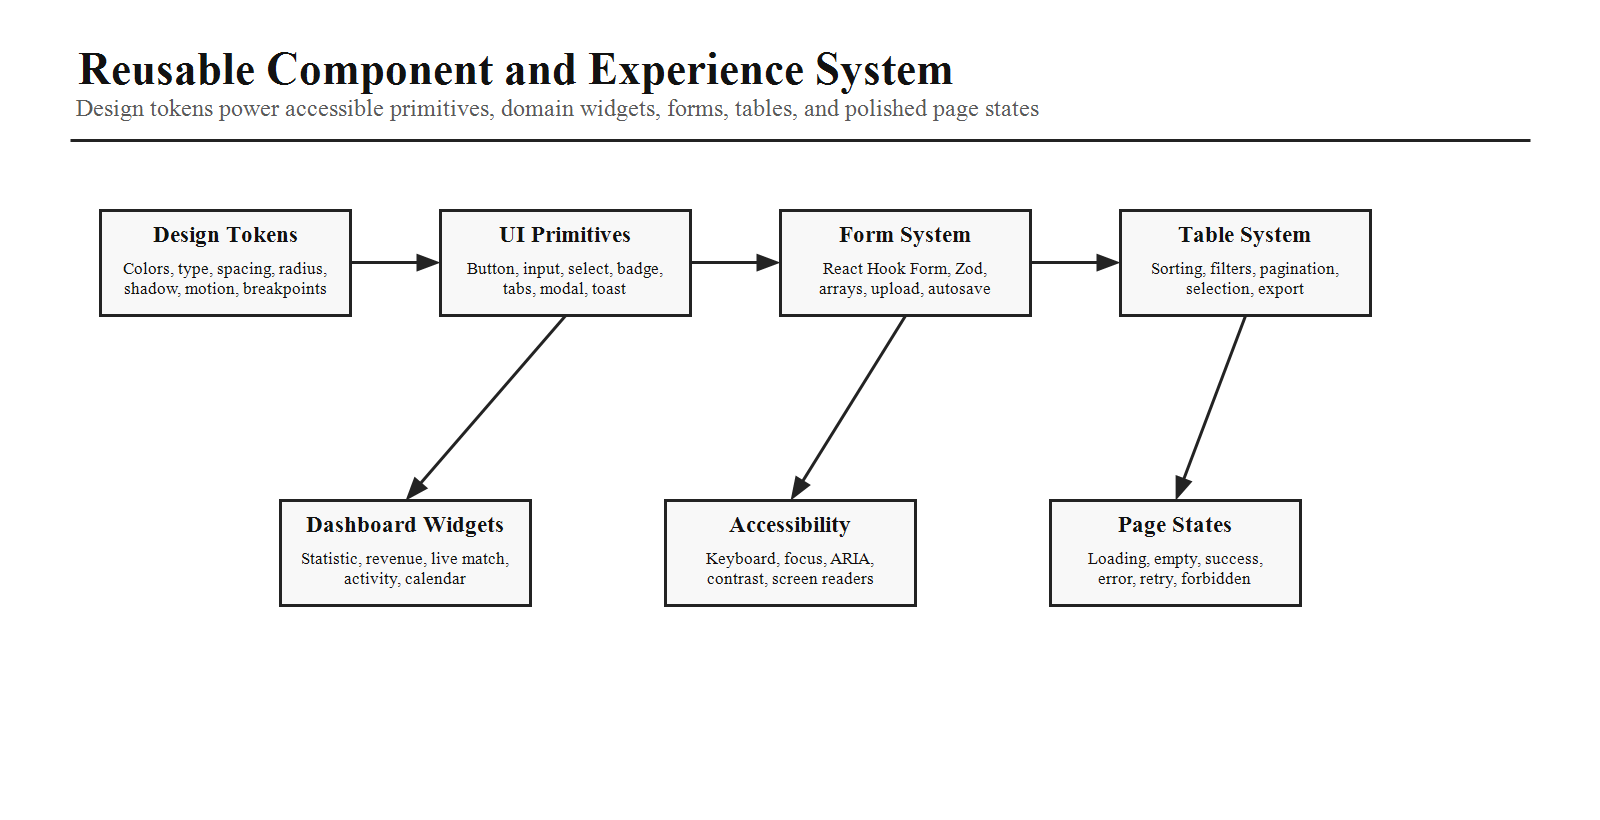 Reusable Component and Experience System
Design tokens power accessible primitives, domain widgets, forms, tables, and polished page states
Design Tokens
Colors, type, spacing, radius,
shadow, motion, breakpoints
UI Primitives
Button, input, select, badge,
tabs, modal, toast
Form System
React Hook Form, Zod,
arrays, upload, autosave
Table System
Sorting, filters, pagination,
selection, export
Dashboard Widgets
Statistic, revenue, live match,
activity, calendar
Accessibility
Keyboard, focus, ARIA,
contrast, screen readers
Page States
Loading, empty, success,
error, retry, forbidden